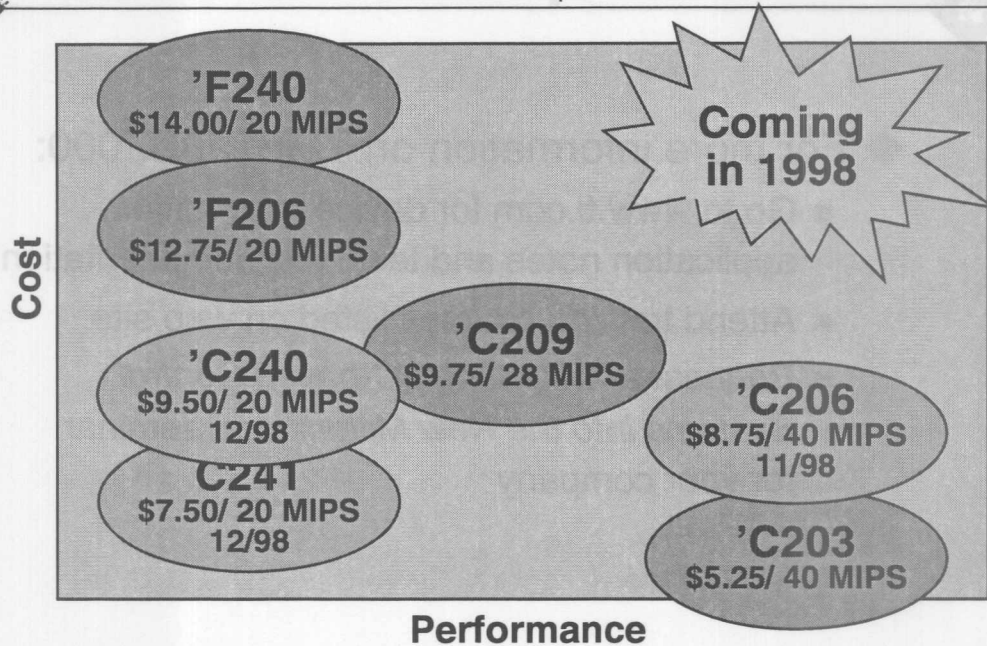 'F240
$14.00/ 20 MIPS
'F206
$12.75/ 20 MIPS
Coming
in 1998
Cost
'C209
$9.75/ 28 MIPS
'C240
$9.50/ 20 MIPS
12/98
'C206
$8.75/ 40 MIPS
11/98
C241
$7.50/ 20 MIPS
12/98
'C203
$5.25/ 40 MIPS
Performance